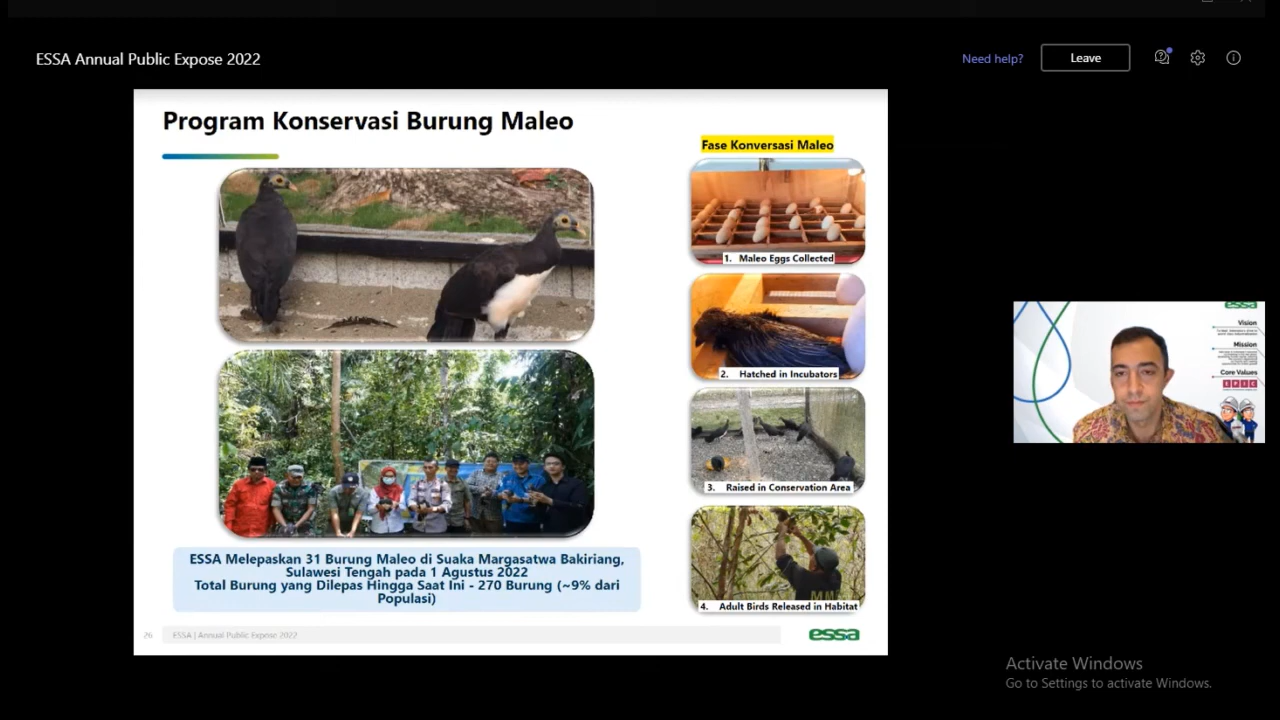 ESSA Annual Public Expose 2022
Need help?
Leave
Program Konservasi Burung Maleo
Fase Konversasi Maleo
1. Maleo Eggs Collected
2. Hatched in Incubators
3. Raised in Conservation Area
4. Adult Birds Released in Habitat
ESSA Melepaskan 31 Burung Maleo di Suaka Margasatwa Bakiriang,
Sulawesi Tengah pada 1 Agustus 2022
Total Burung yang Dilepas Hingga Saat Ini - 270 Burung (~9% dari
Populasi)
26
ESSA | Annual Public Expose 2022
essa
essa
Vision
Mission
Core Values
EPIC
Activate Windows
Go to Settings to activate Windows.